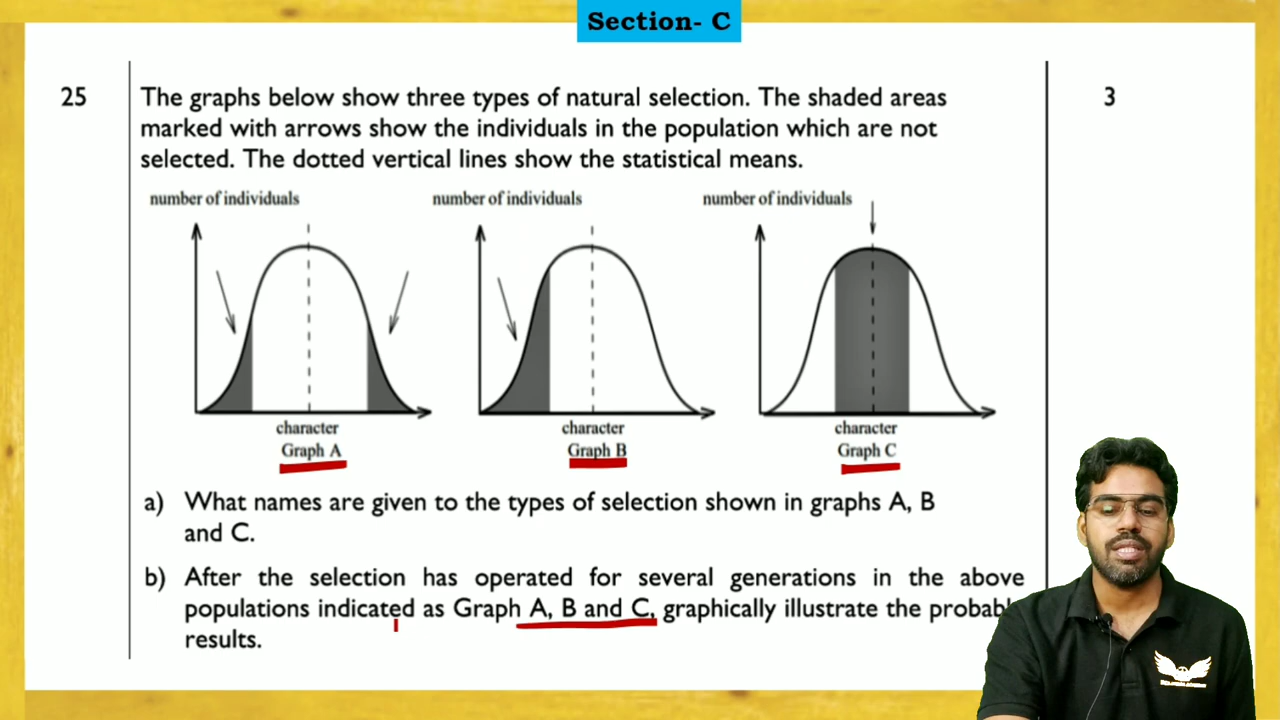 Section- C
25
The graphs below show three types of natural selection. The shaded areas
marked with arrows show the individuals in the population which are not
selected. The dotted vertical lines show the statistical means.
3
number of individuals
number of individuals
number of individuals
character
character
character
Graph A
Graph B
Graph C
a) What names are given to the types of selection shown in graphs A, B
and C.
b) After the selection has operated for several generations in the above
populations indicated as Graph A, B and C, graphically illustrate the probabl
results.